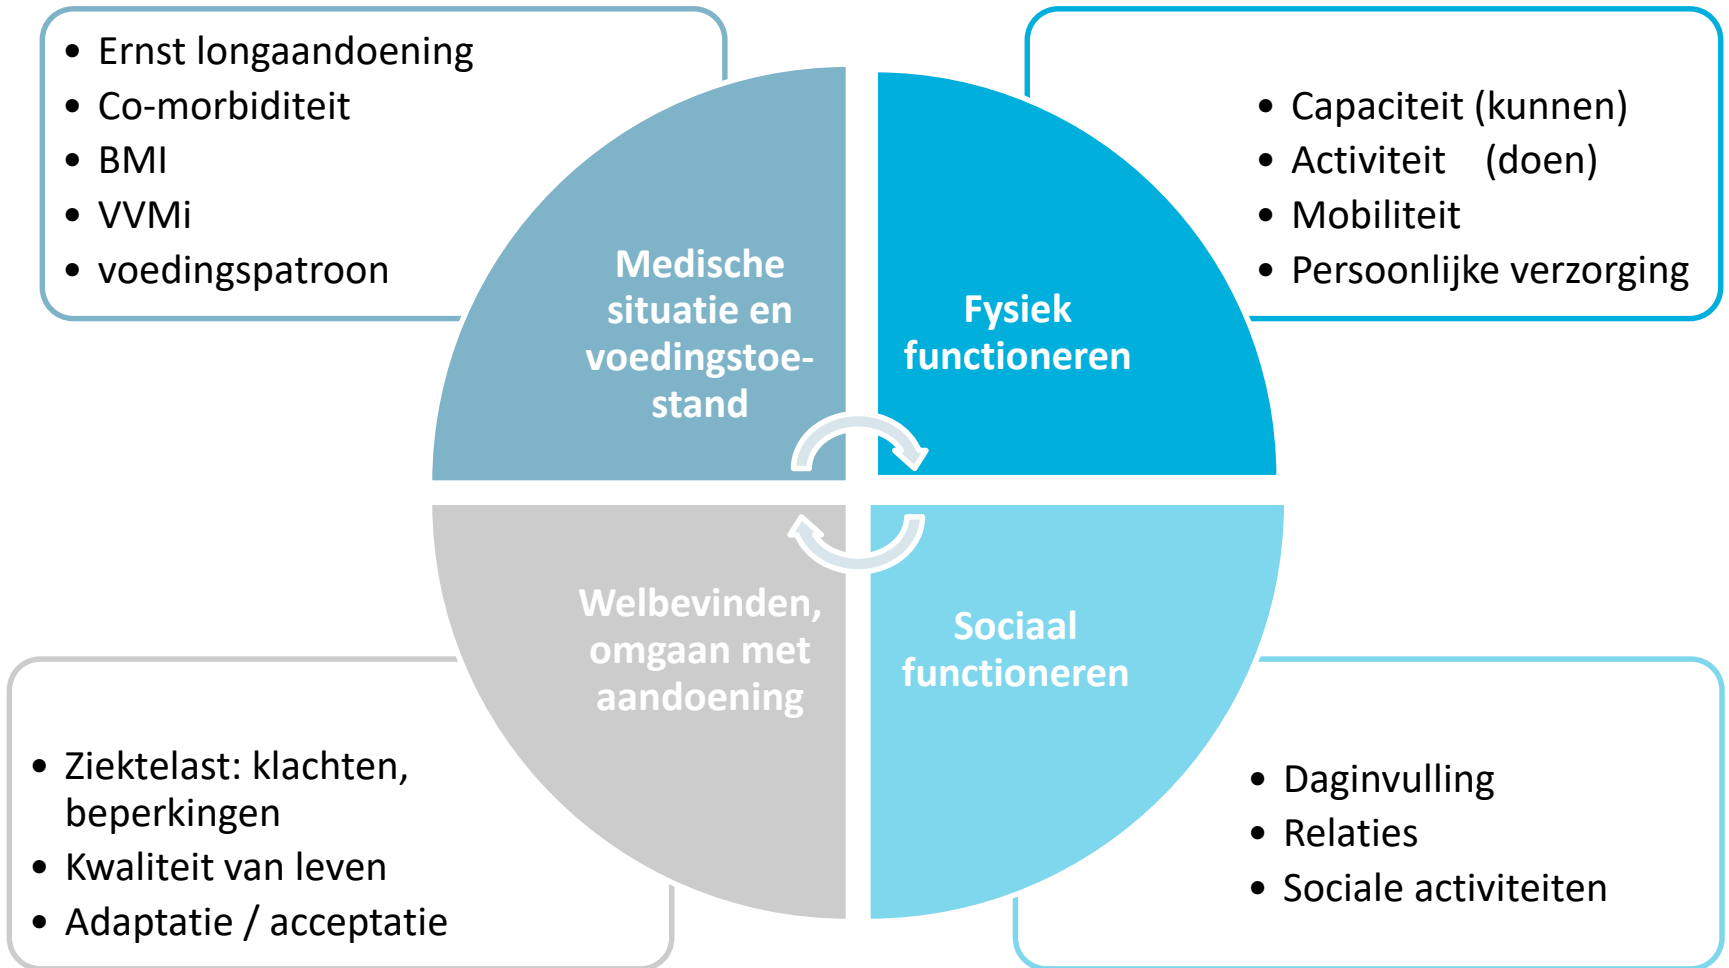 • Ernst longaandoening
• Co-morbiditeit
• BMI
• VVMi
• voedingspatroon
Medische
situatie en
voedingstoe-
stand
• Capaciteit (kunnen)
• Activiteit (doen)
• Mobiliteit
• Persoonlijke verzorging
Fysiek
functioneren
Welbevinden,
omgaan met
aandoening
• Ziektelast: klachten,
beperkingen
• Kwaliteit van leven
• Adaptatie / acceptatie
Sociaal
functioneren
• Daginvulling
• Relaties
• Sociale activiteiten